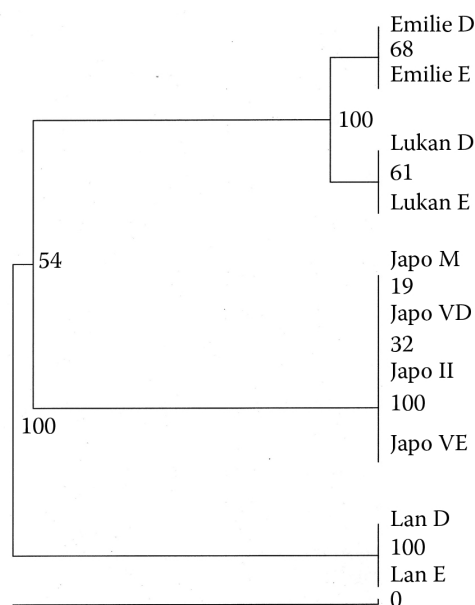 Emilie D
68
Emilie E
100
Lukan D
61
Lukan E
54
Japo M
19
Japo VD
32
Japo II
100
Japo VE
100
Lan D
100
Lan E
0